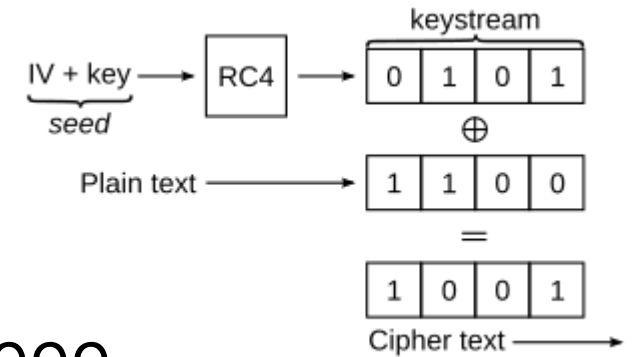 keystream
IV + key RC4 0 1 0 1
seed
⊕
Plain text 1 1 0 0
=
1 0 0 1
Cipher text